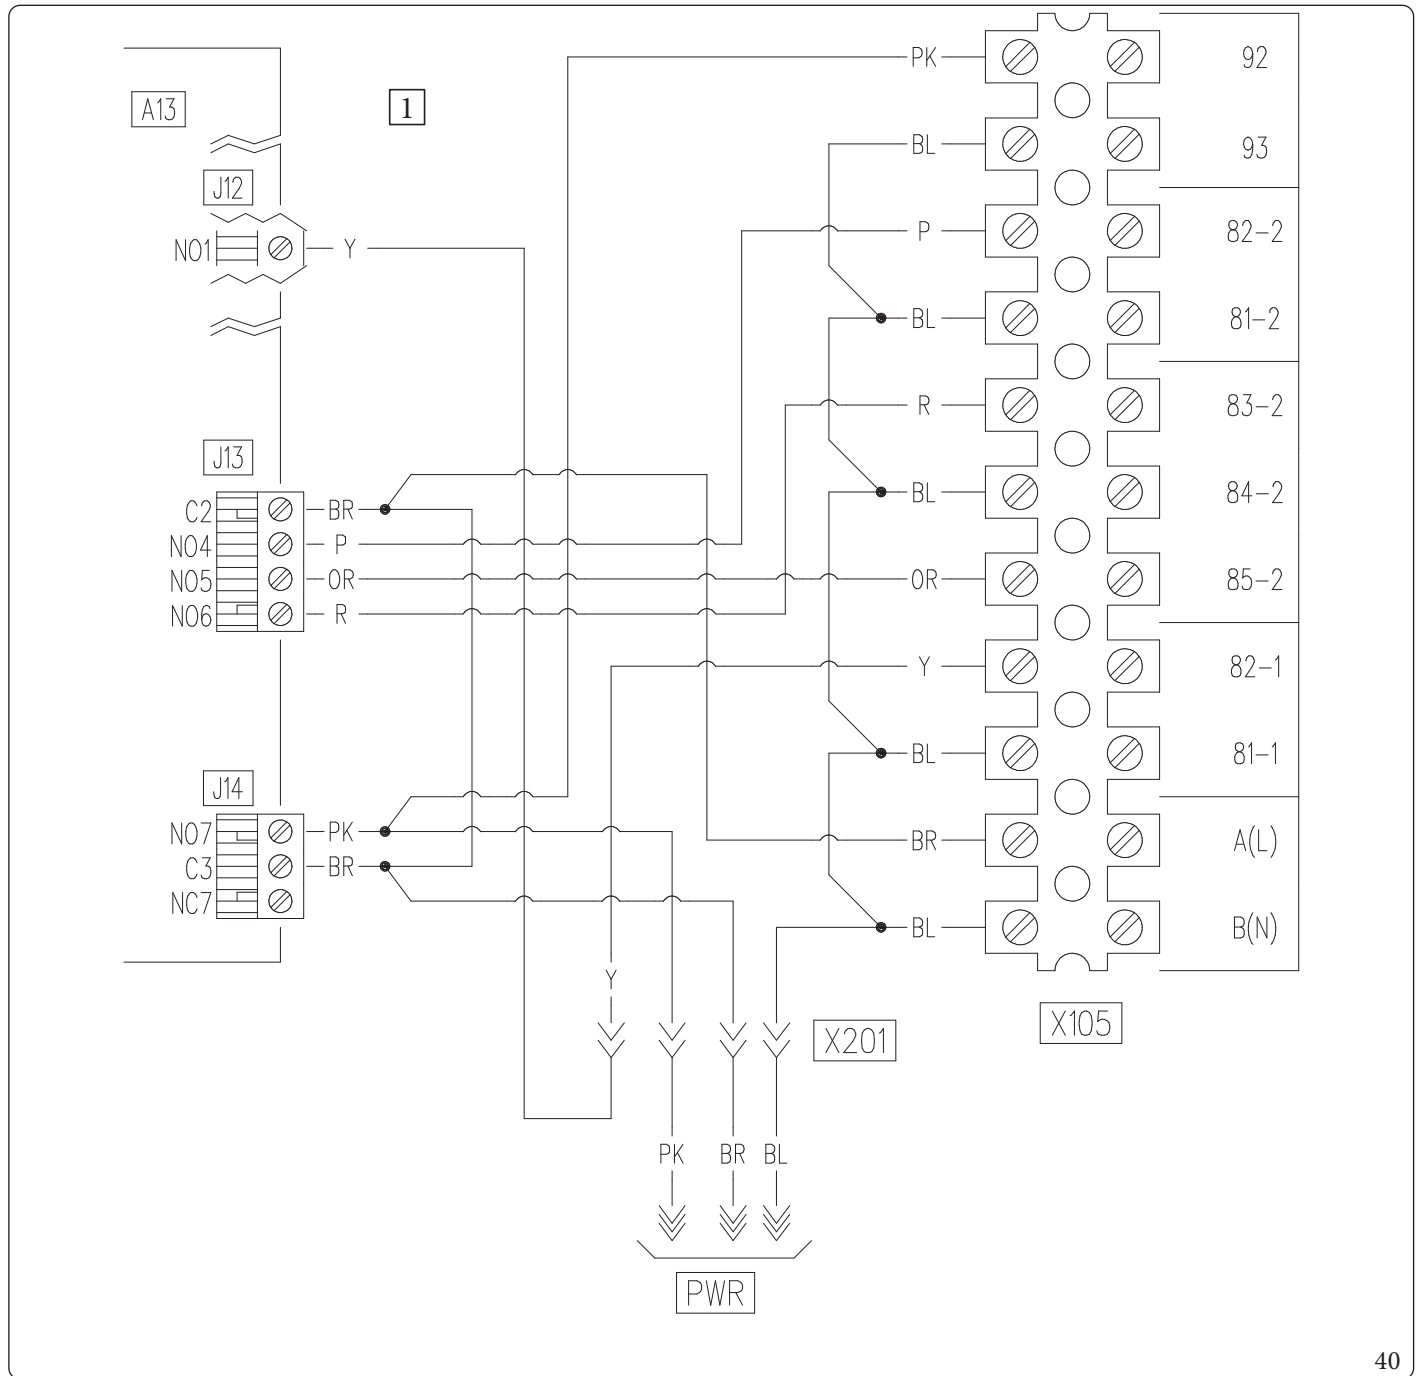 PK 92
A13 1
BL 93
J12
P 82-2
NO1 Y
BL 81-2
R 83-2
J13
BL 84-2
C2 BR
NO4 P
NO5 OR OR 85-2
NO6 R
Y 82-1
BL 81-1
J14
NO7 PK BR A(L)
C3 BR
NC7
BL B(N)
Y
X201 X105
PK BR BL
PWR
40